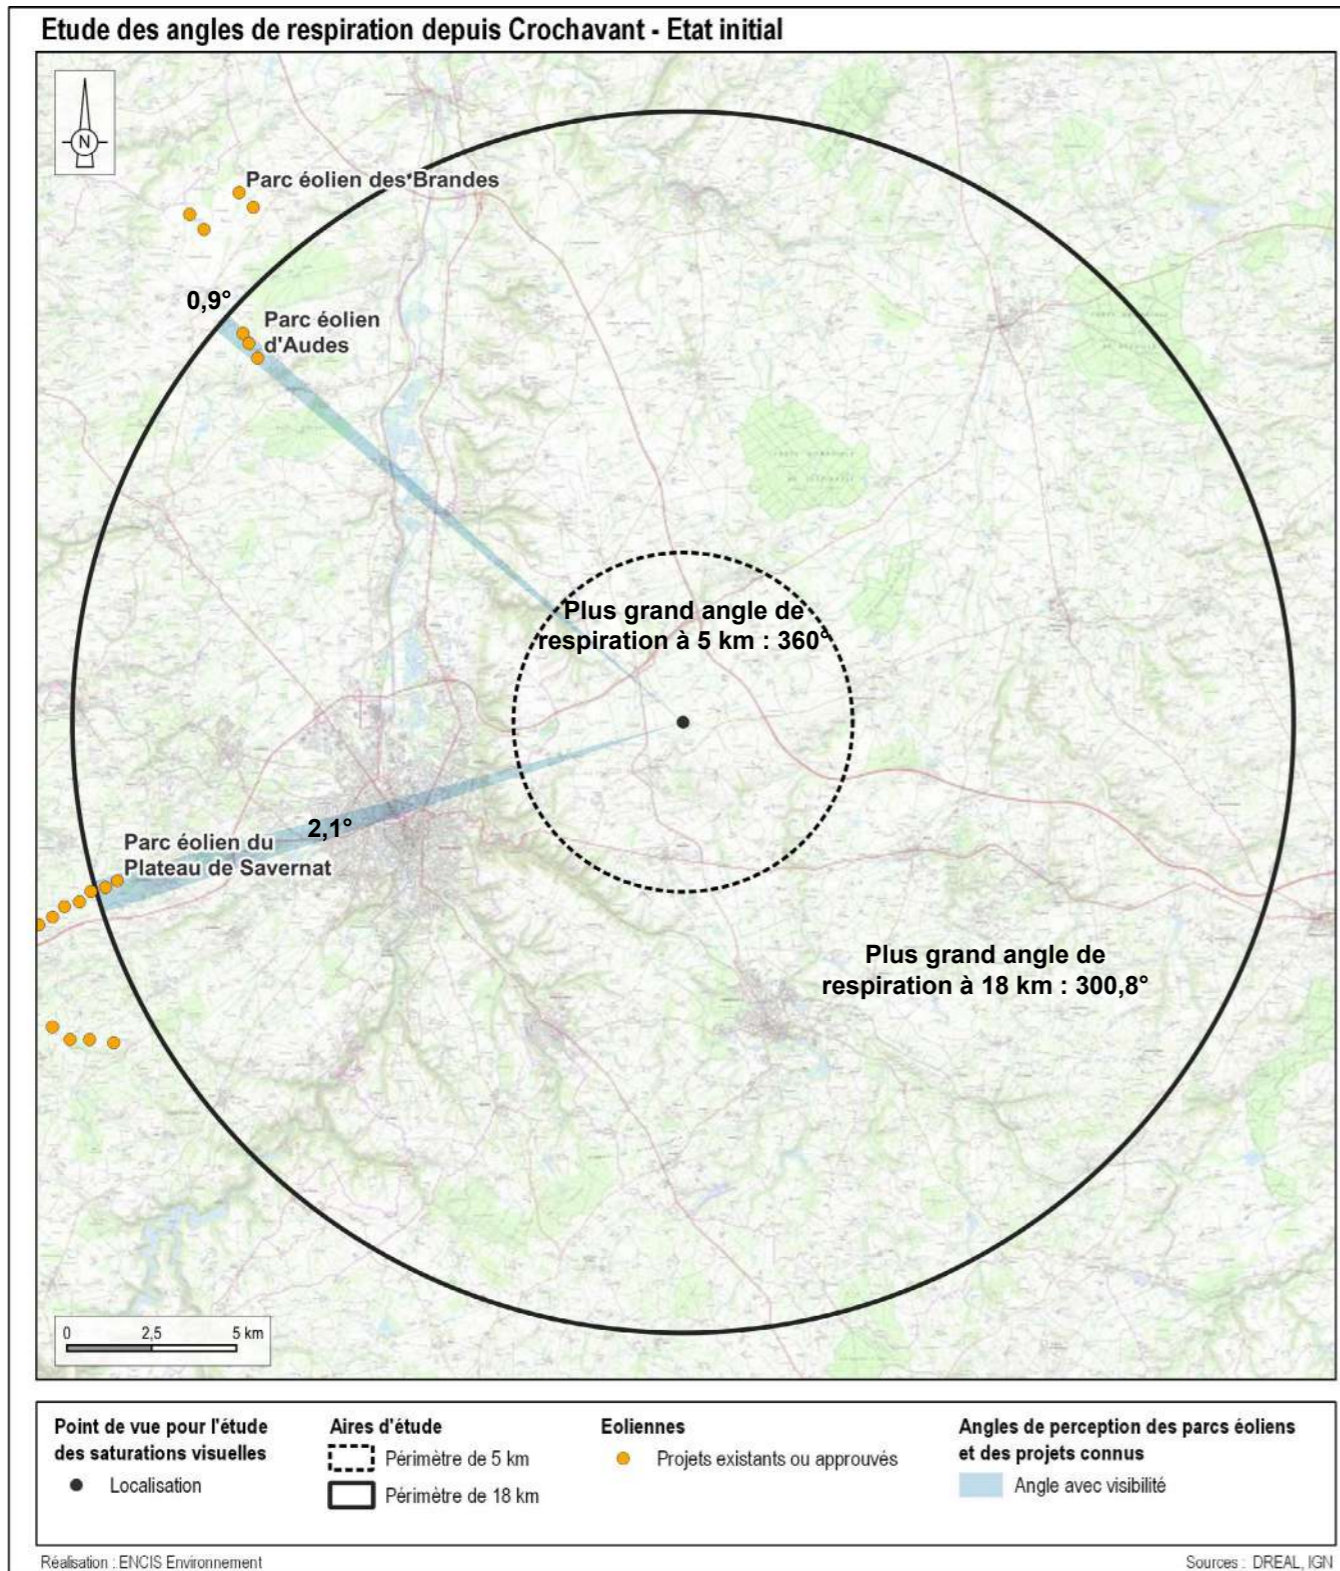 Etude des angles de respiration depuis Crochavant - Etat initial
N
Parc éolien des Brandes
0,9°
Parc éolien
d'Audes
Plus grand angle de
respiration à 5 km : 360°
2,1°
Parc éolien du
Plateau de Savernat
Plus grand angle de
respiration à 18 km : 300,8°
0 2,5 5 km
Point de vue pour l'étude
des saturations visuelles
Localisation
Aires d'étude
Périmètre de 5 km
Périmètre de 18 km
Eoliennes
Projets existants ou approuvés
Angles de perception des parcs éoliens
et des projets connus
Angle avec visibilité
Réalisation : ENCIS Environnement
Sources : DREAL, IGN